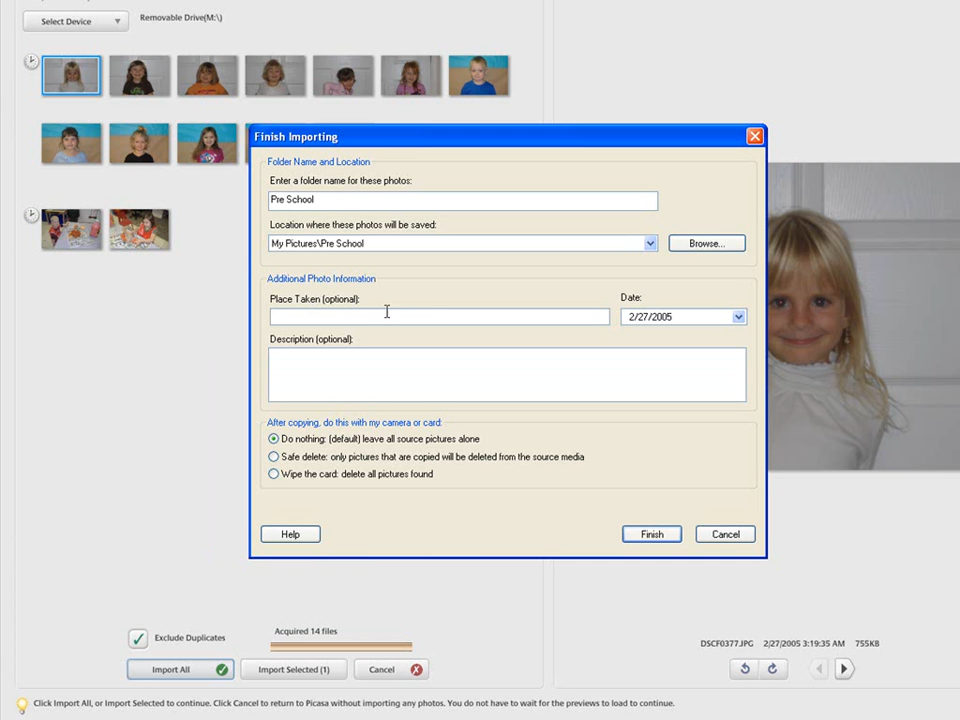 Select Device
Removable Drive(M:\)
Finish Importing
Folder Name and Location
Enter a folder name for these photos:
Pre School
Location where these photos will be saved:
My Pictures\Pre School
Browse...
Additional Photo Information
Place Taken (optional):
Date:
2/27/2005
Description (optional):
After copying, do this with my camera or card:
Do nothing: (default) leave all source pictures alone
Safe delete: only pictures that are copied will be deleted from the source media
Wipe the card: delete all pictures found
Help
Finish
Cancel
Exclude Duplicates
Acquired 14 files
Import All
Import Selected (1)
Cancel
DSCF0377.JPG 2/27/2005 3:19:35 AM 755KB
Click Import All, or Import Selected to continue. Click Cancel to return to Picasa without importing any photos. You do not have to wait for the previews to load to continue.